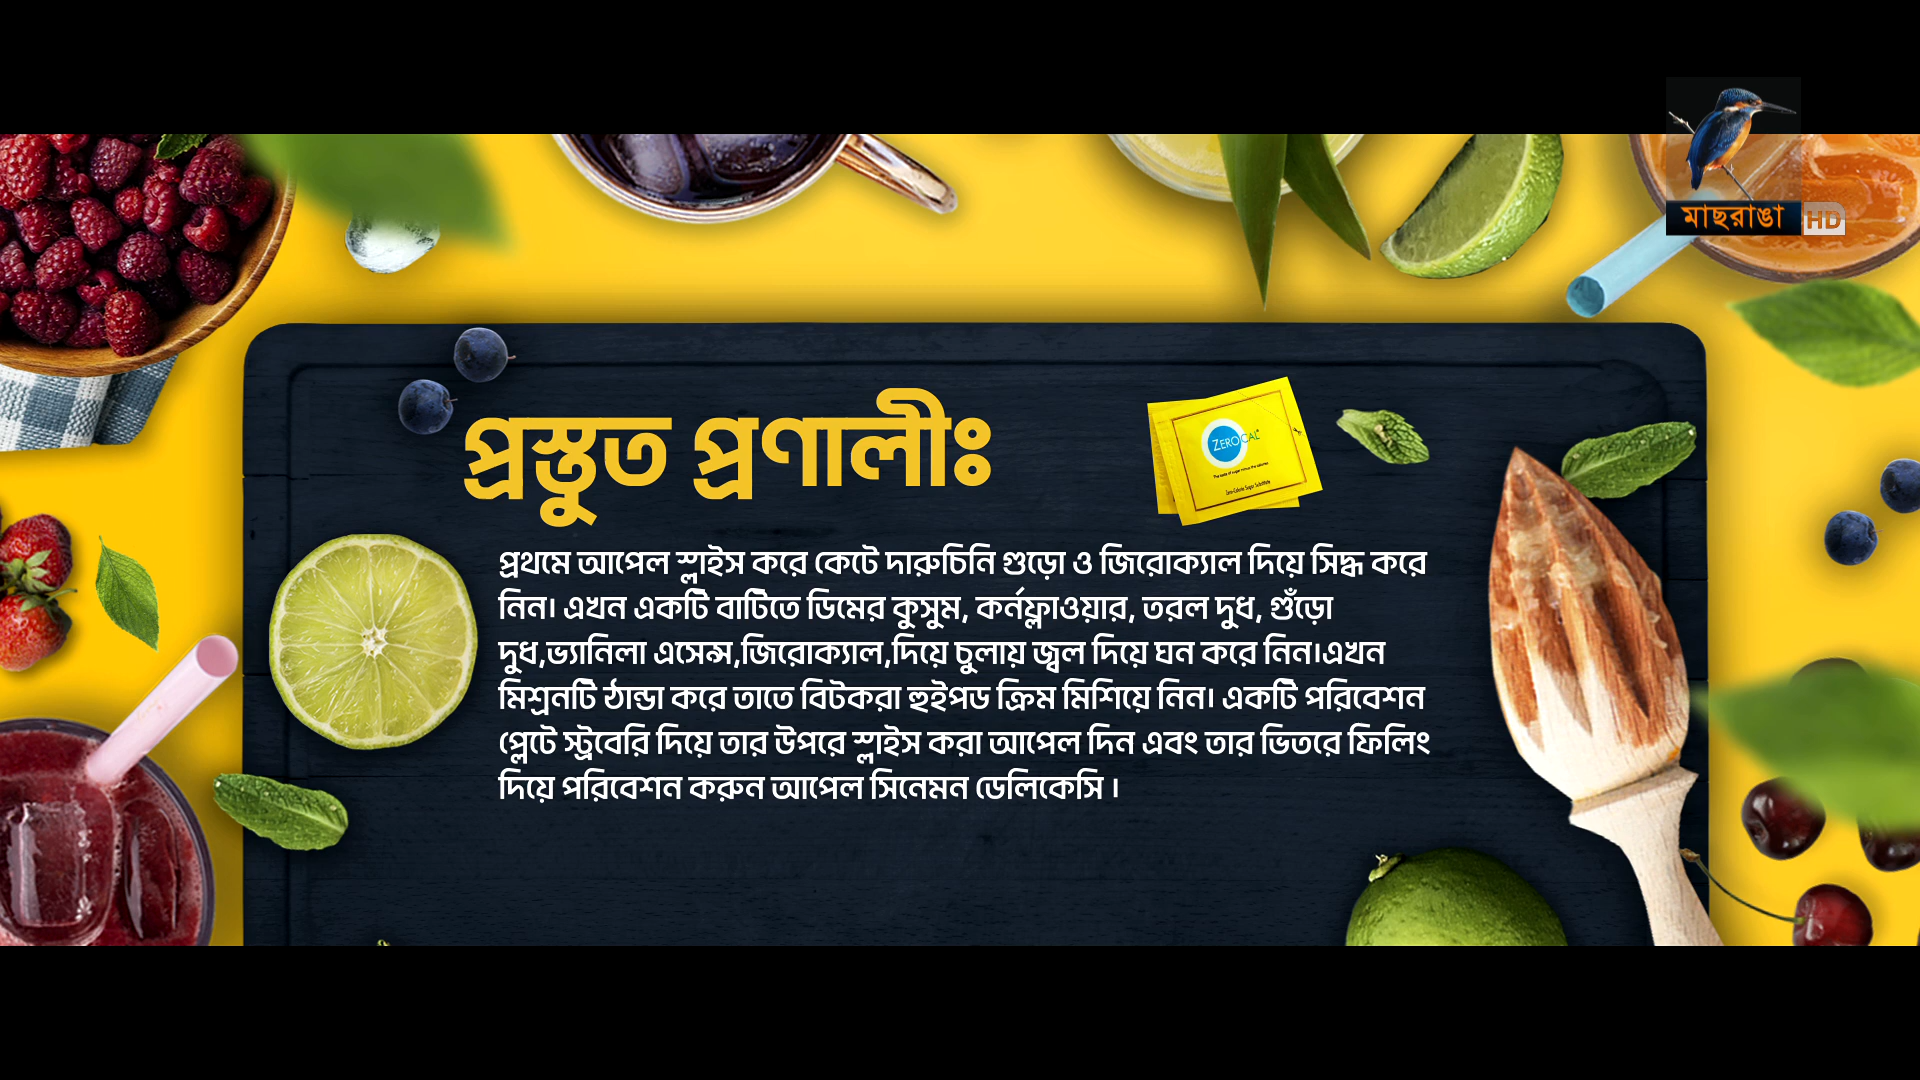 মাছরাঙা HD
প্রস্তুত প্রণালীঃ
ZEROCAL
প্রথমে আপেল স্লাইস করে কেটে দারুচিনি গুড়ো ও জিরোক্যাল দিয়ে সিদ্ধ করে
নিন। এখন একটি বাটিতে ডিমের কুসুম, কর্নফ্লাওয়ার, তরল দুধ, গুঁড়ো
দুধ,ভ্যানিলা এসেন্স,জিরোক্যাল,দিয়ে চুলায় জ্বল দিয়ে ঘন করে নিন।এখন
মিশ্রনটি ঠান্ডা করে তাতে বিটকরা হুইপড ক্রিম মিশিয়ে নিন। একটি পরিবেশন
প্লেটে স্ট্রবেরি দিয়ে তার উপরে স্লাইস করা আপেল দিন এবং তার ভিতরে ফিলিং
দিয়ে পরিবেশন করুন আপেল সিনেমন ডেলিকেসি ।